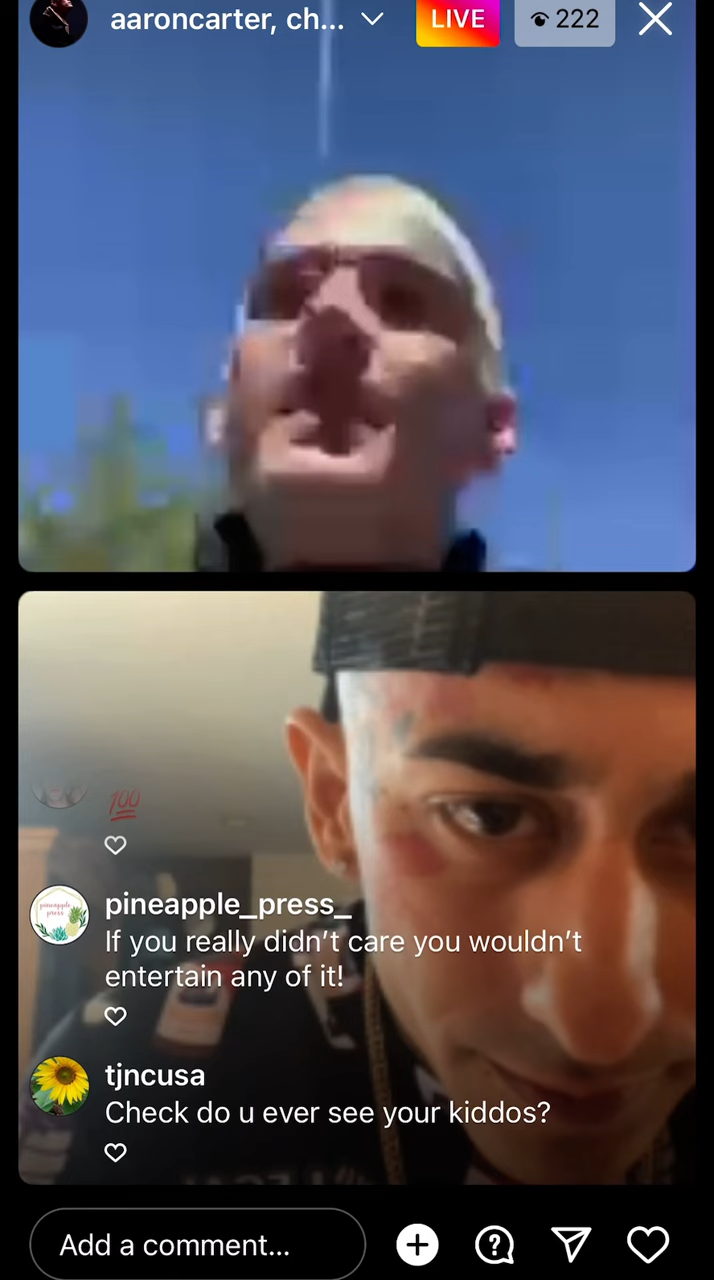 aaroncarter, ch...
LIVE
222
💯
pineapple_press_
If you really didn't care you wouldn't
entertain any of it!
tjncusa
Check do u ever see your kiddos?
Add a comment...